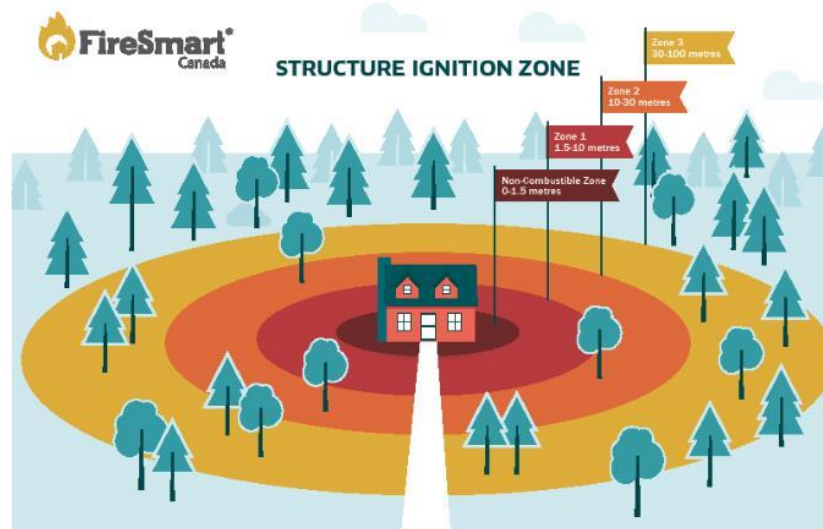 FireSmart*
Canada
STRUCTURE IGNITION ZONE
Zone 3
30-100 metres
Zone 2
10-30 metres
Zone 1
1.5-10 metres
Non-Combustible Zone
0-1.5 metres